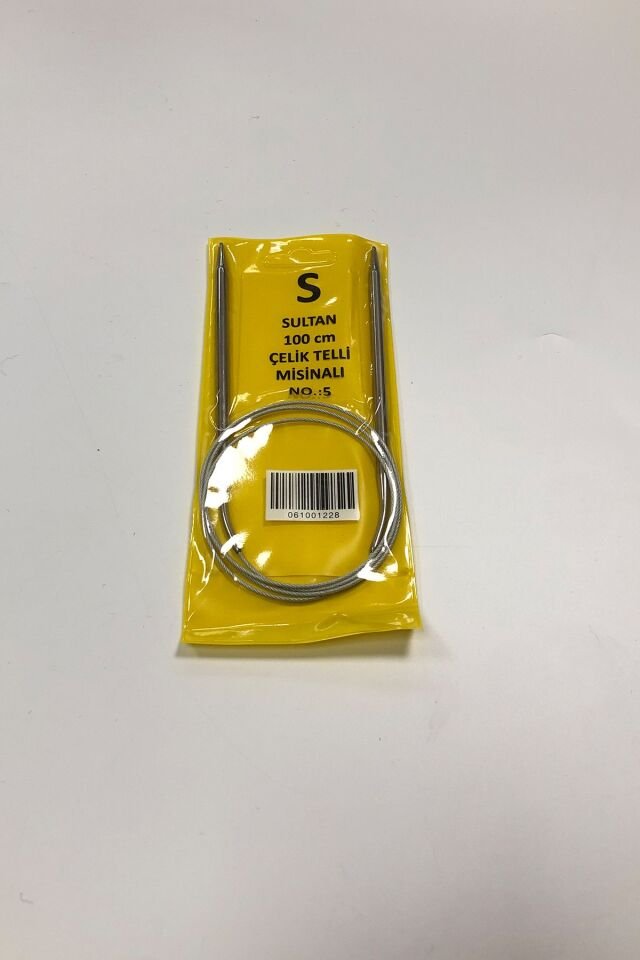 S
SULTAN
100 cm
ÇELİK TELLİ
MİSİNALI
NO.:5
061001228